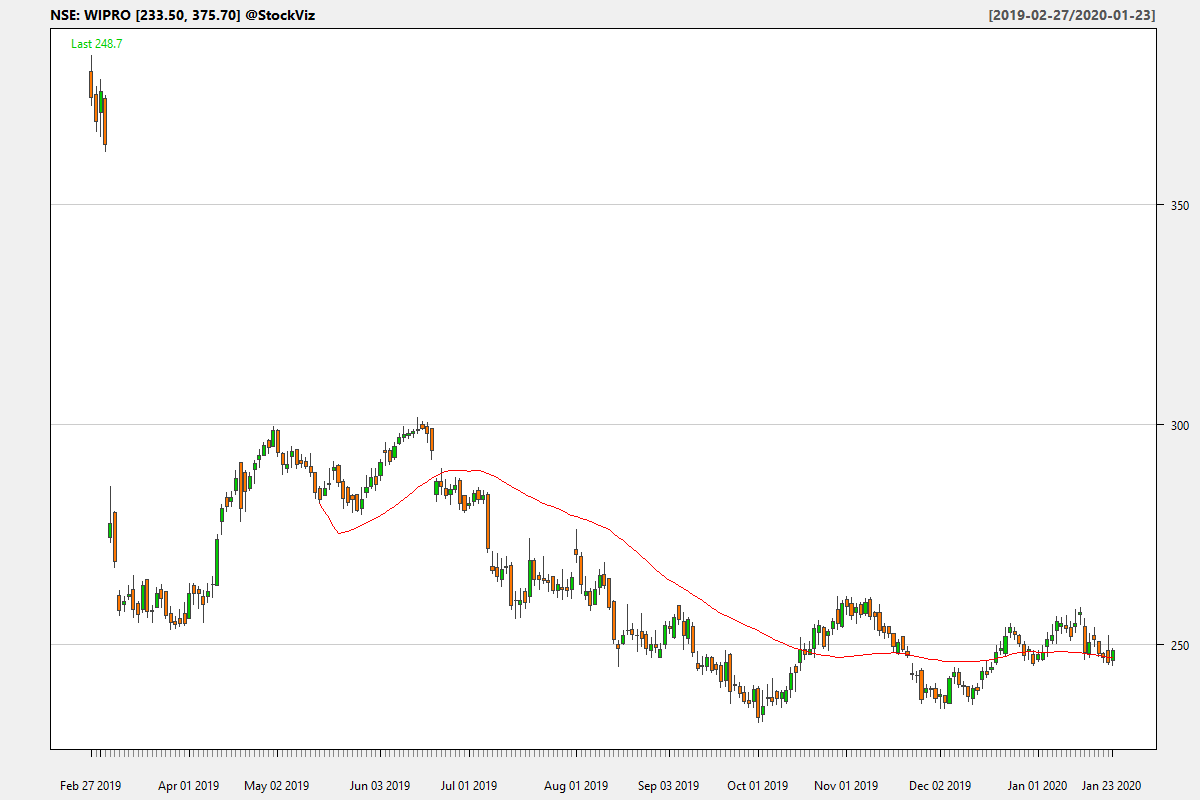 NSE: WIPRO [233.50, 375.70] @StockViz [2019-02-27/2020-01-23]
Last 248.7
350
300
250
Feb 27 2019 Apr 01 2019 May 02 2019 Jun 03 2019 Jul 01 2019 Aug 01 2019 Sep 03 2019 Oct 01 2019 Nov 01 2019 Dec 02 2019 Jan 01 2020 Jan 23 2020